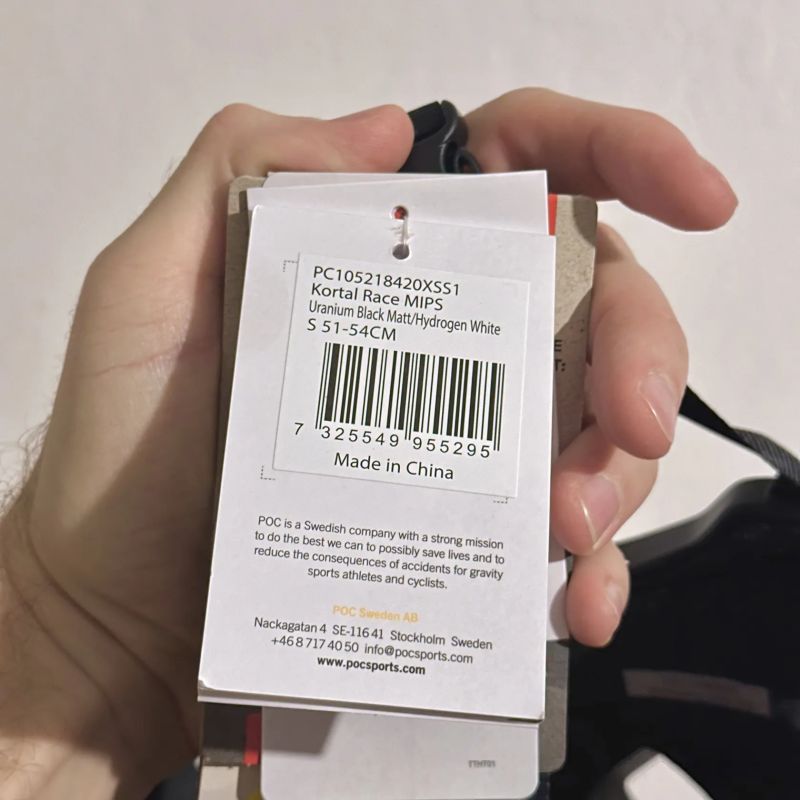 PC105218420XSS1
Kortal Race MIPS
Uranium Black Matt/Hydrogen White
S 51-54CM
7 325549 955295
Made in China
POC is a Swedish company with a strong mission
to do the best we can to possibly save lives and to
reduce the consequences of accidents for gravity
sports athletes and cyclists.
POC Sweden AB
Nackagatan 4 SE-116 41 Stockholm Sweden
+46 8 717 40 50 info@pocsports.com
www.pocsports.com